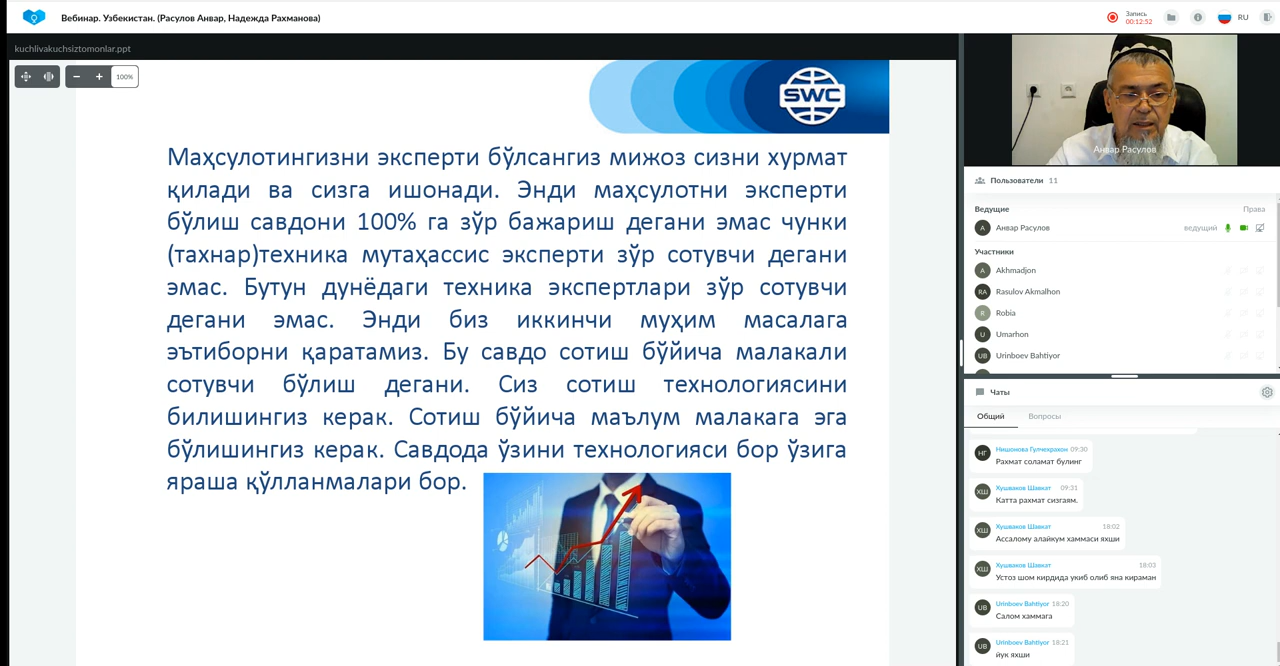 Вебинар. Узбекистан. (Расулов Анвар, Надежда Рахманова)
Запись
00:12:52
RU
kuchlivakuchsiztomonlar.ppt
100%
SWC
Маҳсулотингизни эксперти бўлсангиз мижоз сизни хурмат
қилади ва сизга ишонади. Энди маҳсулотни эксперти
бўлиш савдони 100% га зўр бажариш дегани эмас чунки
(тахнар)техника мутаҳассис эксперти зўр сотувчи дегани
эмас. Бутун дунёдаги техника экспертлари зўр сотувчи
дегани эмас. Энди биз иккинчи муҳим масалага
эътиборни қаратамиз. Бу савдо сотиш бўйича малакали
сотувчи бўлиш дегани. Сиз сотиш технологиясини
билишингиз керак. Сотиш бўйича маълум малакага эга
бўлишингиз керак. Савдода ўзини технологияси бор ўзига
яраша қўлланмалари бор.
Анвар Расулов
Пользователи 11
Ведущие Права
А Анвар Расулов ведущий
A Akhmadjon
RA Rasulov Akmalhon
R Robia
U Umarhon
UB Urinboev Bahtiyor
Участники
Чаты
Общий Вопросы
НГ Нишонова Гулчехрахон 09:30
Рахмат соламат булинг
ХШ Хушваков Шавкат 09:31
Катта рахмат сизгаям.
ХШ Хушваков Шавкат 18:02
Ассалому алайкум хаммаси яхши
ХШ Хушваков Шавкат 18:03
Устоз шом кирдида укиб олиб яна кираман
UB Urinboev Bahtiyor 18:20
Салом хаммага
UB Urinboev Bahtiyor 18:21
йук яхши